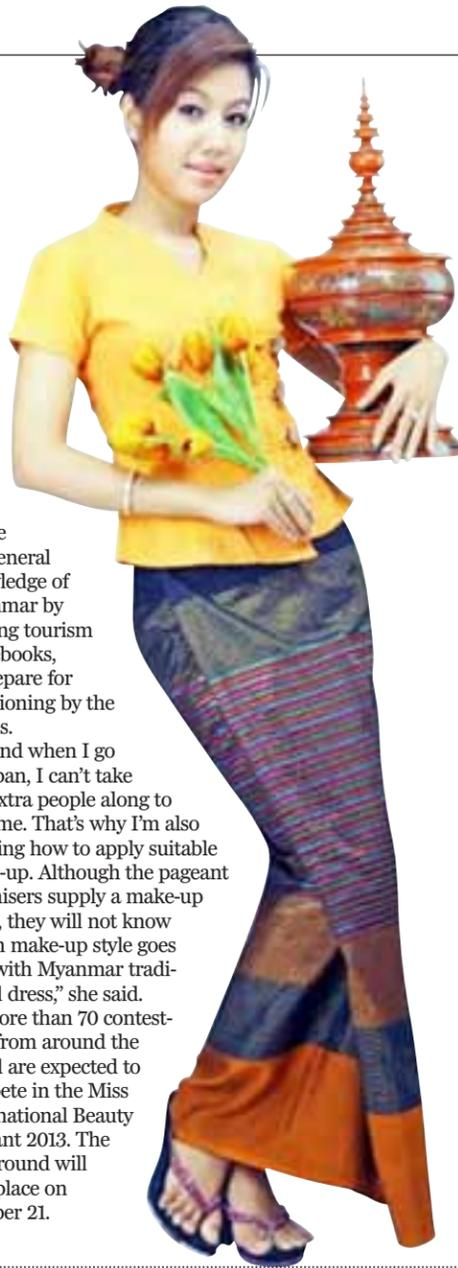 e
eneral
ledge of
mar by
ng tourism
books,
epare for
ioning by the
s.
nd when I go
pan, I can’t take
xtra people along to
me. That’s why I’m also
ing how to apply suitable
-up. Although the pageant
nisers supply a make-up
, they will not know
n make-up style goes
with Myanmar tradi-
l dress,” she said.
ore than 70 contest-
from around the
d are expected to
pete in the Miss
national Beauty
ant 2013. The
round will
place on
ber 21.